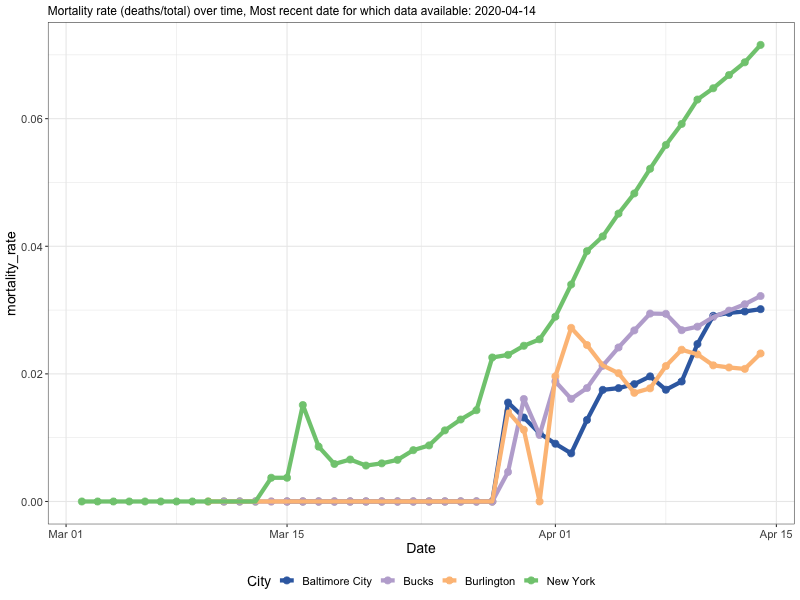 Mortality rate (deaths/total) over time, Most recent date for which data available: 2020-04-14
mortality_rate
0.06
0.04
0.02
0.00
Mar 01
Mar 15
Apr 01
Apr 15
Date
City
Baltimore City
Bucks
Burlington
New York